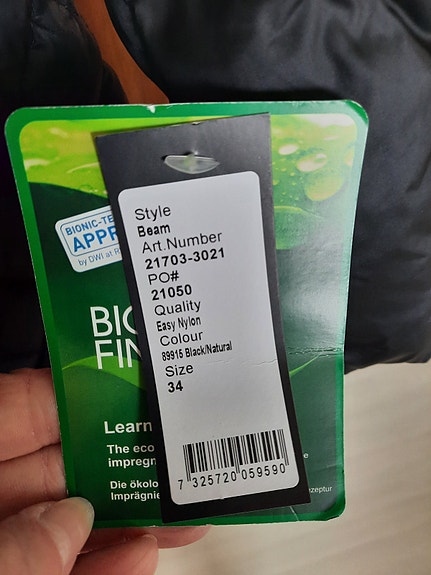 Style
Beam
Art.Number
21703-3021
PO#
21050
Quality
Easy Nylon
Colour
89915 Black/Natural
Size
34
7 325720 059590
BIONIC-TE
APPR
by DWI at R
BIO
FIN
Learn
The eco
impregn
Die ökolo
Imprägnie
zeptur